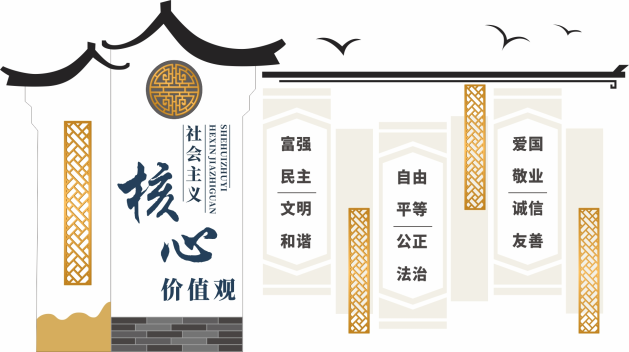 社会主义
SHEHUIZHUYI
HEXIN JIAZHIGUAN
核心
价值观
富强
民主
文明
和谐
自由
平等
公正
法治
爱国
敬业
诚信
友善